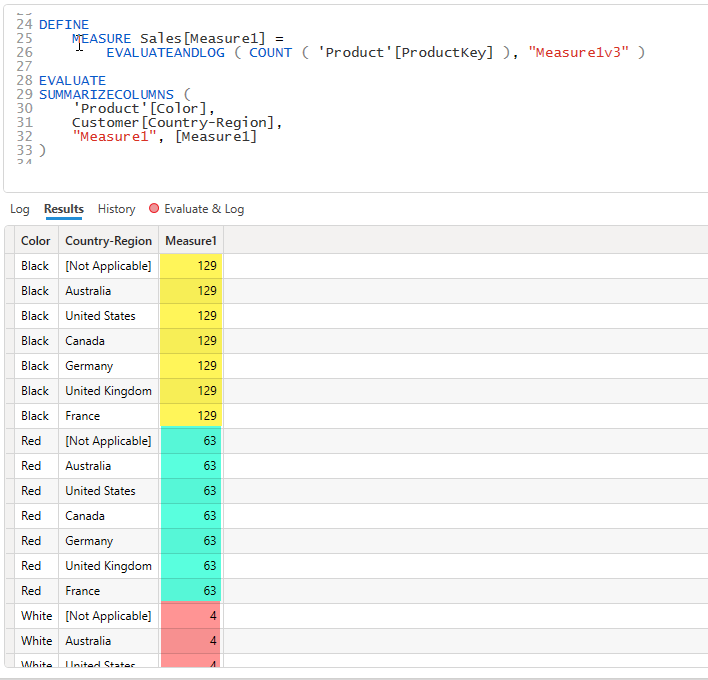 24 DEFINE
25 MEASURE Sales[Measure1] =
26 EVALUATEANDLOG ( COUNT ( 'Product'[ProductKey] ), "Measure1v3" )
27
28 EVALUATE
29 SUMMARIZECOLUMNS (
30 'Product'[Color],
31 Customer[Country-Region],
32 "Measure1", [Measure1]
33 )
Log Results History Evaluate & Log
Color Country-Region Measure1
Black [Not Applicable] 129
Black Australia 129
Black United States 129
Black Canada 129
Black Germany 129
Black United Kingdom 129
Black France 129
Red [Not Applicable] 63
Red Australia 63
Red United States 63
Red Canada 63
Red Germany 63
Red United Kingdom 63
Red France 63
White [Not Applicable] 4
White Australia 4
White United States 4